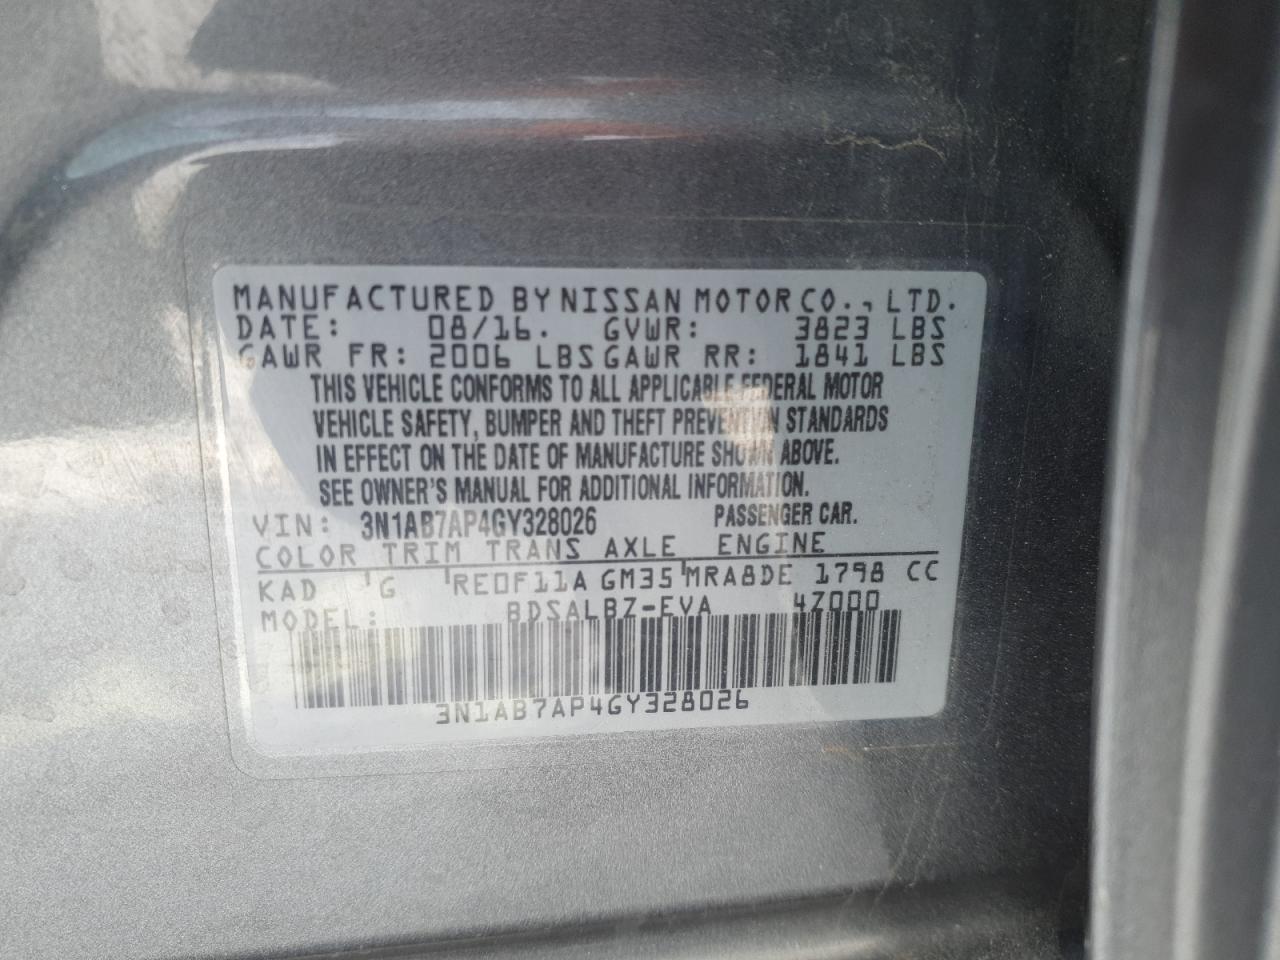 MANUFACTURED BY NISSAN MOTOR CO., LTD.
DATE: 08/16. GVWR: 3823 LBS
GAWR FR: 2006 LBS GAWR RR: 1841 LBS
THIS VEHICLE CONFORMS TO ALL APPLICABLE FEDERAL MOTOR
VEHICLE SAFETY, BUMPER AND THEFT PREVENTION STANDARDS
IN EFFECT ON THE DATE OF MANUFACTURE SHOWN ABOVE.
SEE OWNER'S MANUAL FOR ADDITIONAL INFORMATION.
VIN: 3N1AB7AP4GY328026 PASSENGER CAR.
COLOR TRIM TRANS AXLE ENGINE
KAD G RE0F11A GM35 MRA8DE 1798 CC
MODEL: BDSALBZ-EVA 4Z000
3N1AB7AP4GY328026